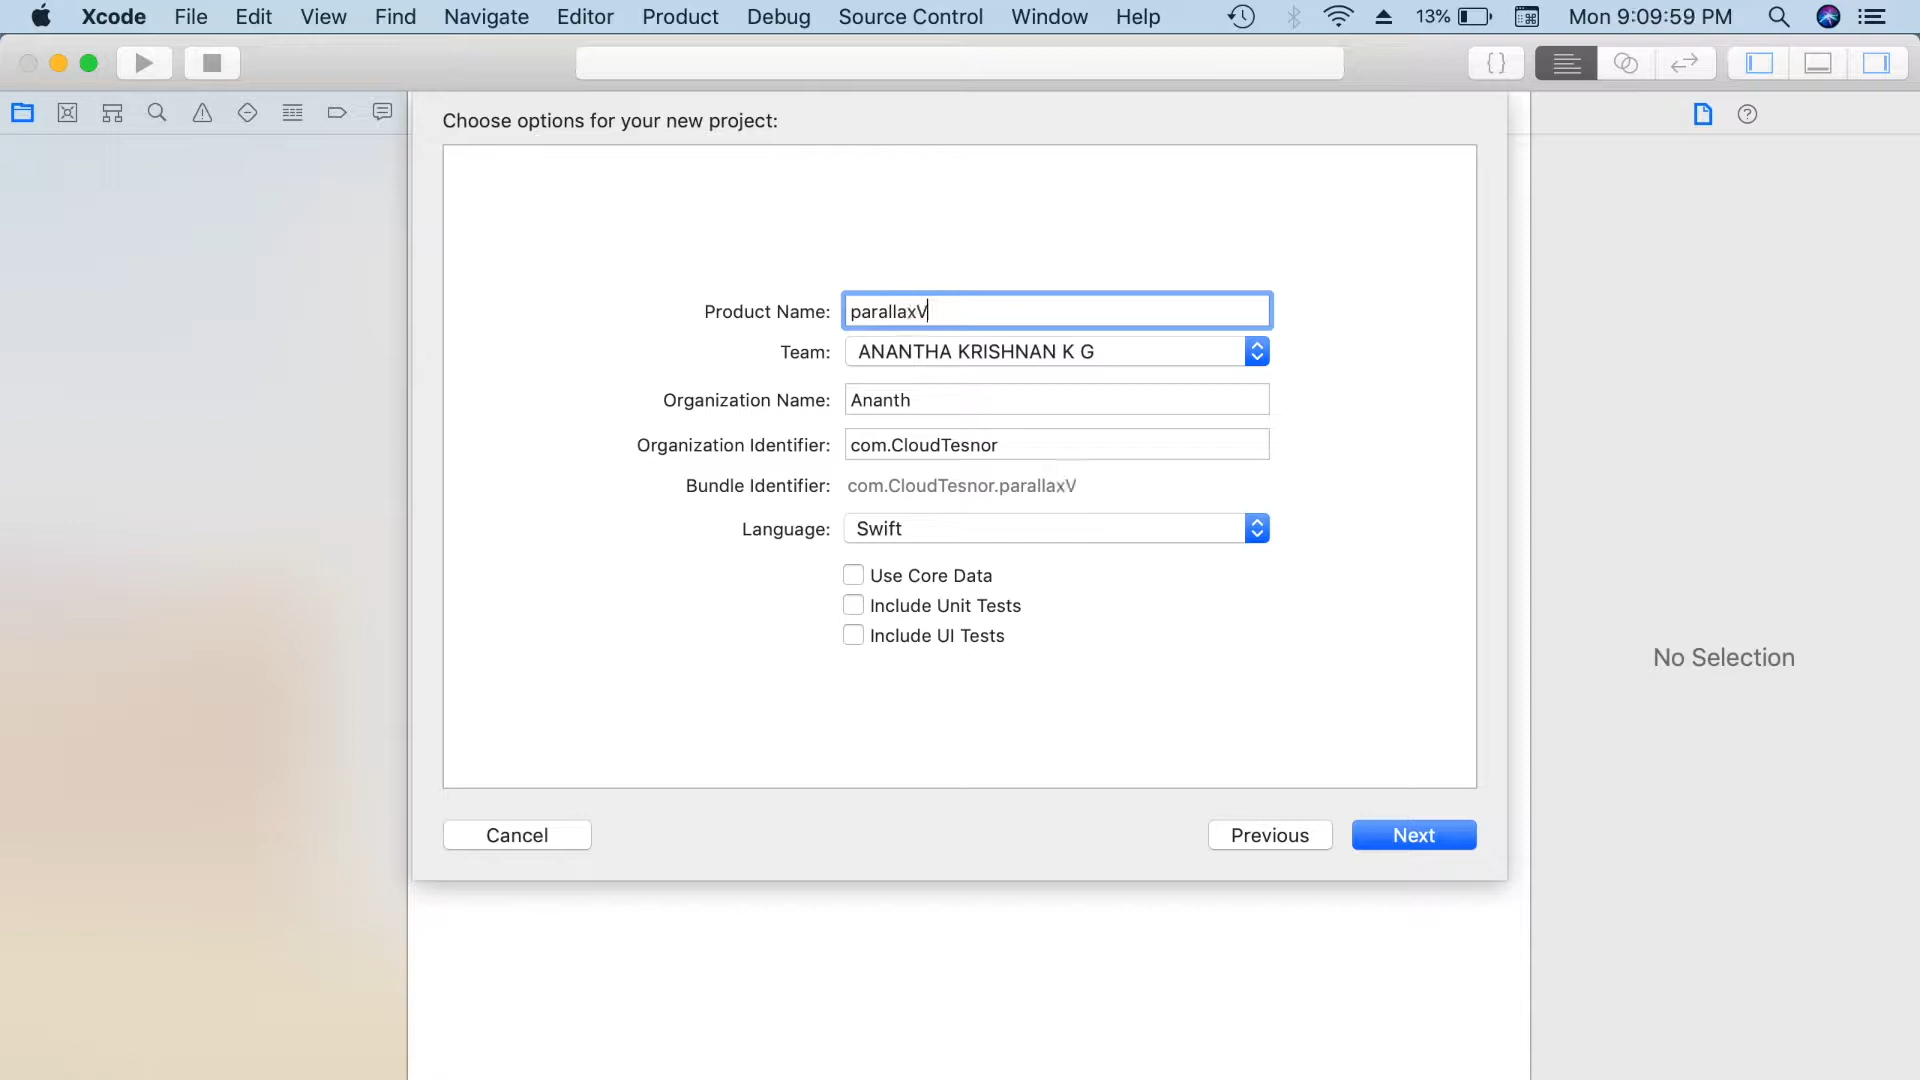 Xcode File Edit View Find Navigate Editor Product Debug Source Control Window Help 13% Mon 9:09:59 PM
{ }
Choose options for your new project:
Product Name: parallaxV
Team: ANANTHA KRISHNAN K G
Organization Name: Ananth
Organization Identifier: com.CloudTesnor
Bundle Identifier: com.CloudTesnor.parallaxV
Language: Swift
Use Core Data
Include Unit Tests
Include UI Tests
No Selection
Cancel Previous Next